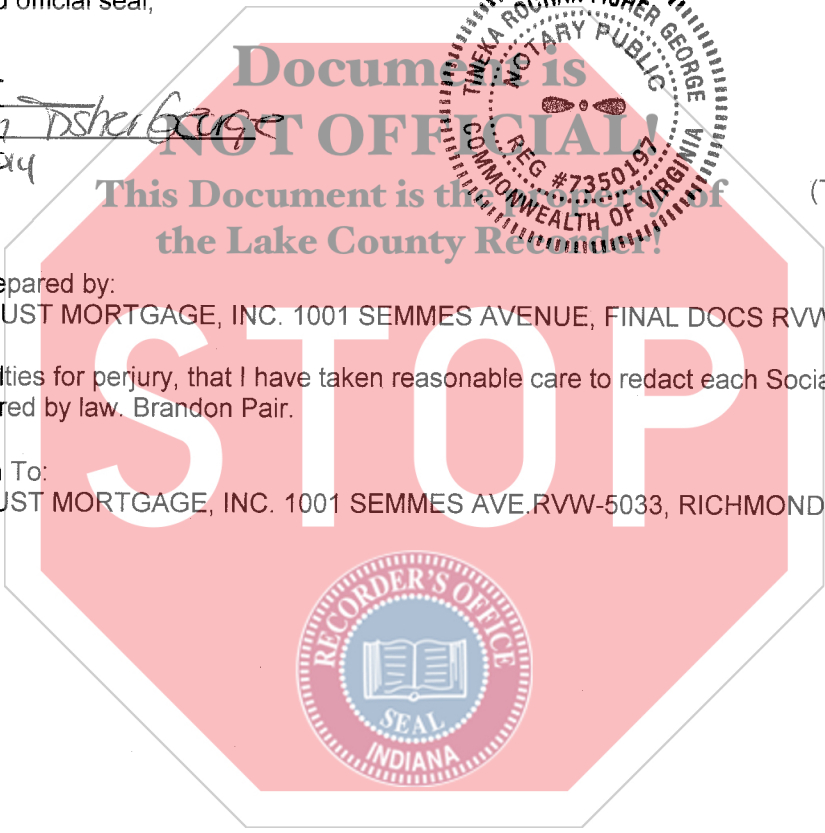 official seal,
Document is
NOT OFFICIAL!
This Document is the property of
the Lake County Recorder!
NOTARY PUBLIC
FISHER GEORGE
REG #7350197
COMMONWEALTH OF VIRGINIA
epared by:
UST MORTGAGE, INC. 1001 SEMMES AVENUE, FINAL DOCS RVW
lties for perjury, that I have taken reasonable care to redact each Socia
red by law. Brandon Pair.
To:
UST MORTGAGE, INC. 1001 SEMMES AVE.RVW-5033, RICHMOND
STOP
RECORDER'S OFFICE
SEAL
INDIANA